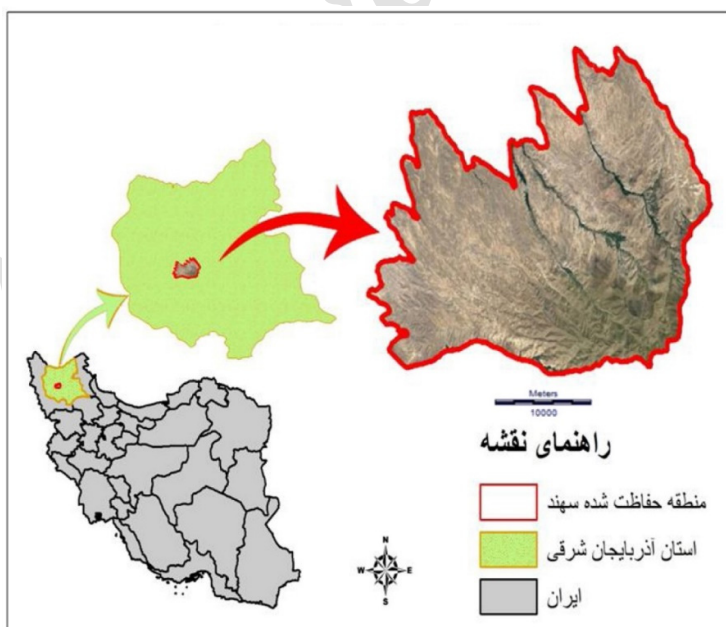 Meters
10000
راهنمای نقشه
منطقه حفاظت شده سهند
استان آذربایجان شرقی
ایران
N
W E
S